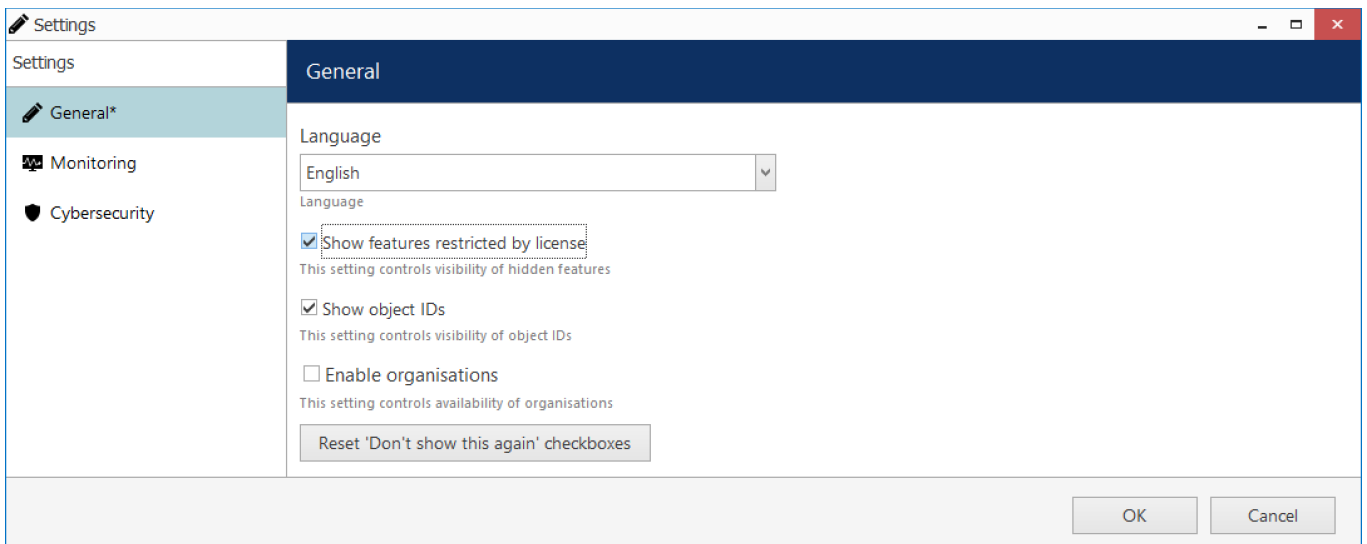 Settings
Settings
General*
Monitoring
Cybersecurity
General
Language
English
Language
Show features restricted by license
This setting controls visibility of hidden features
Show object IDs
This setting controls visibility of object IDs
Enable organisations
This setting controls availability of organisations
Reset 'Don't show this again' checkboxes
OK
Cancel